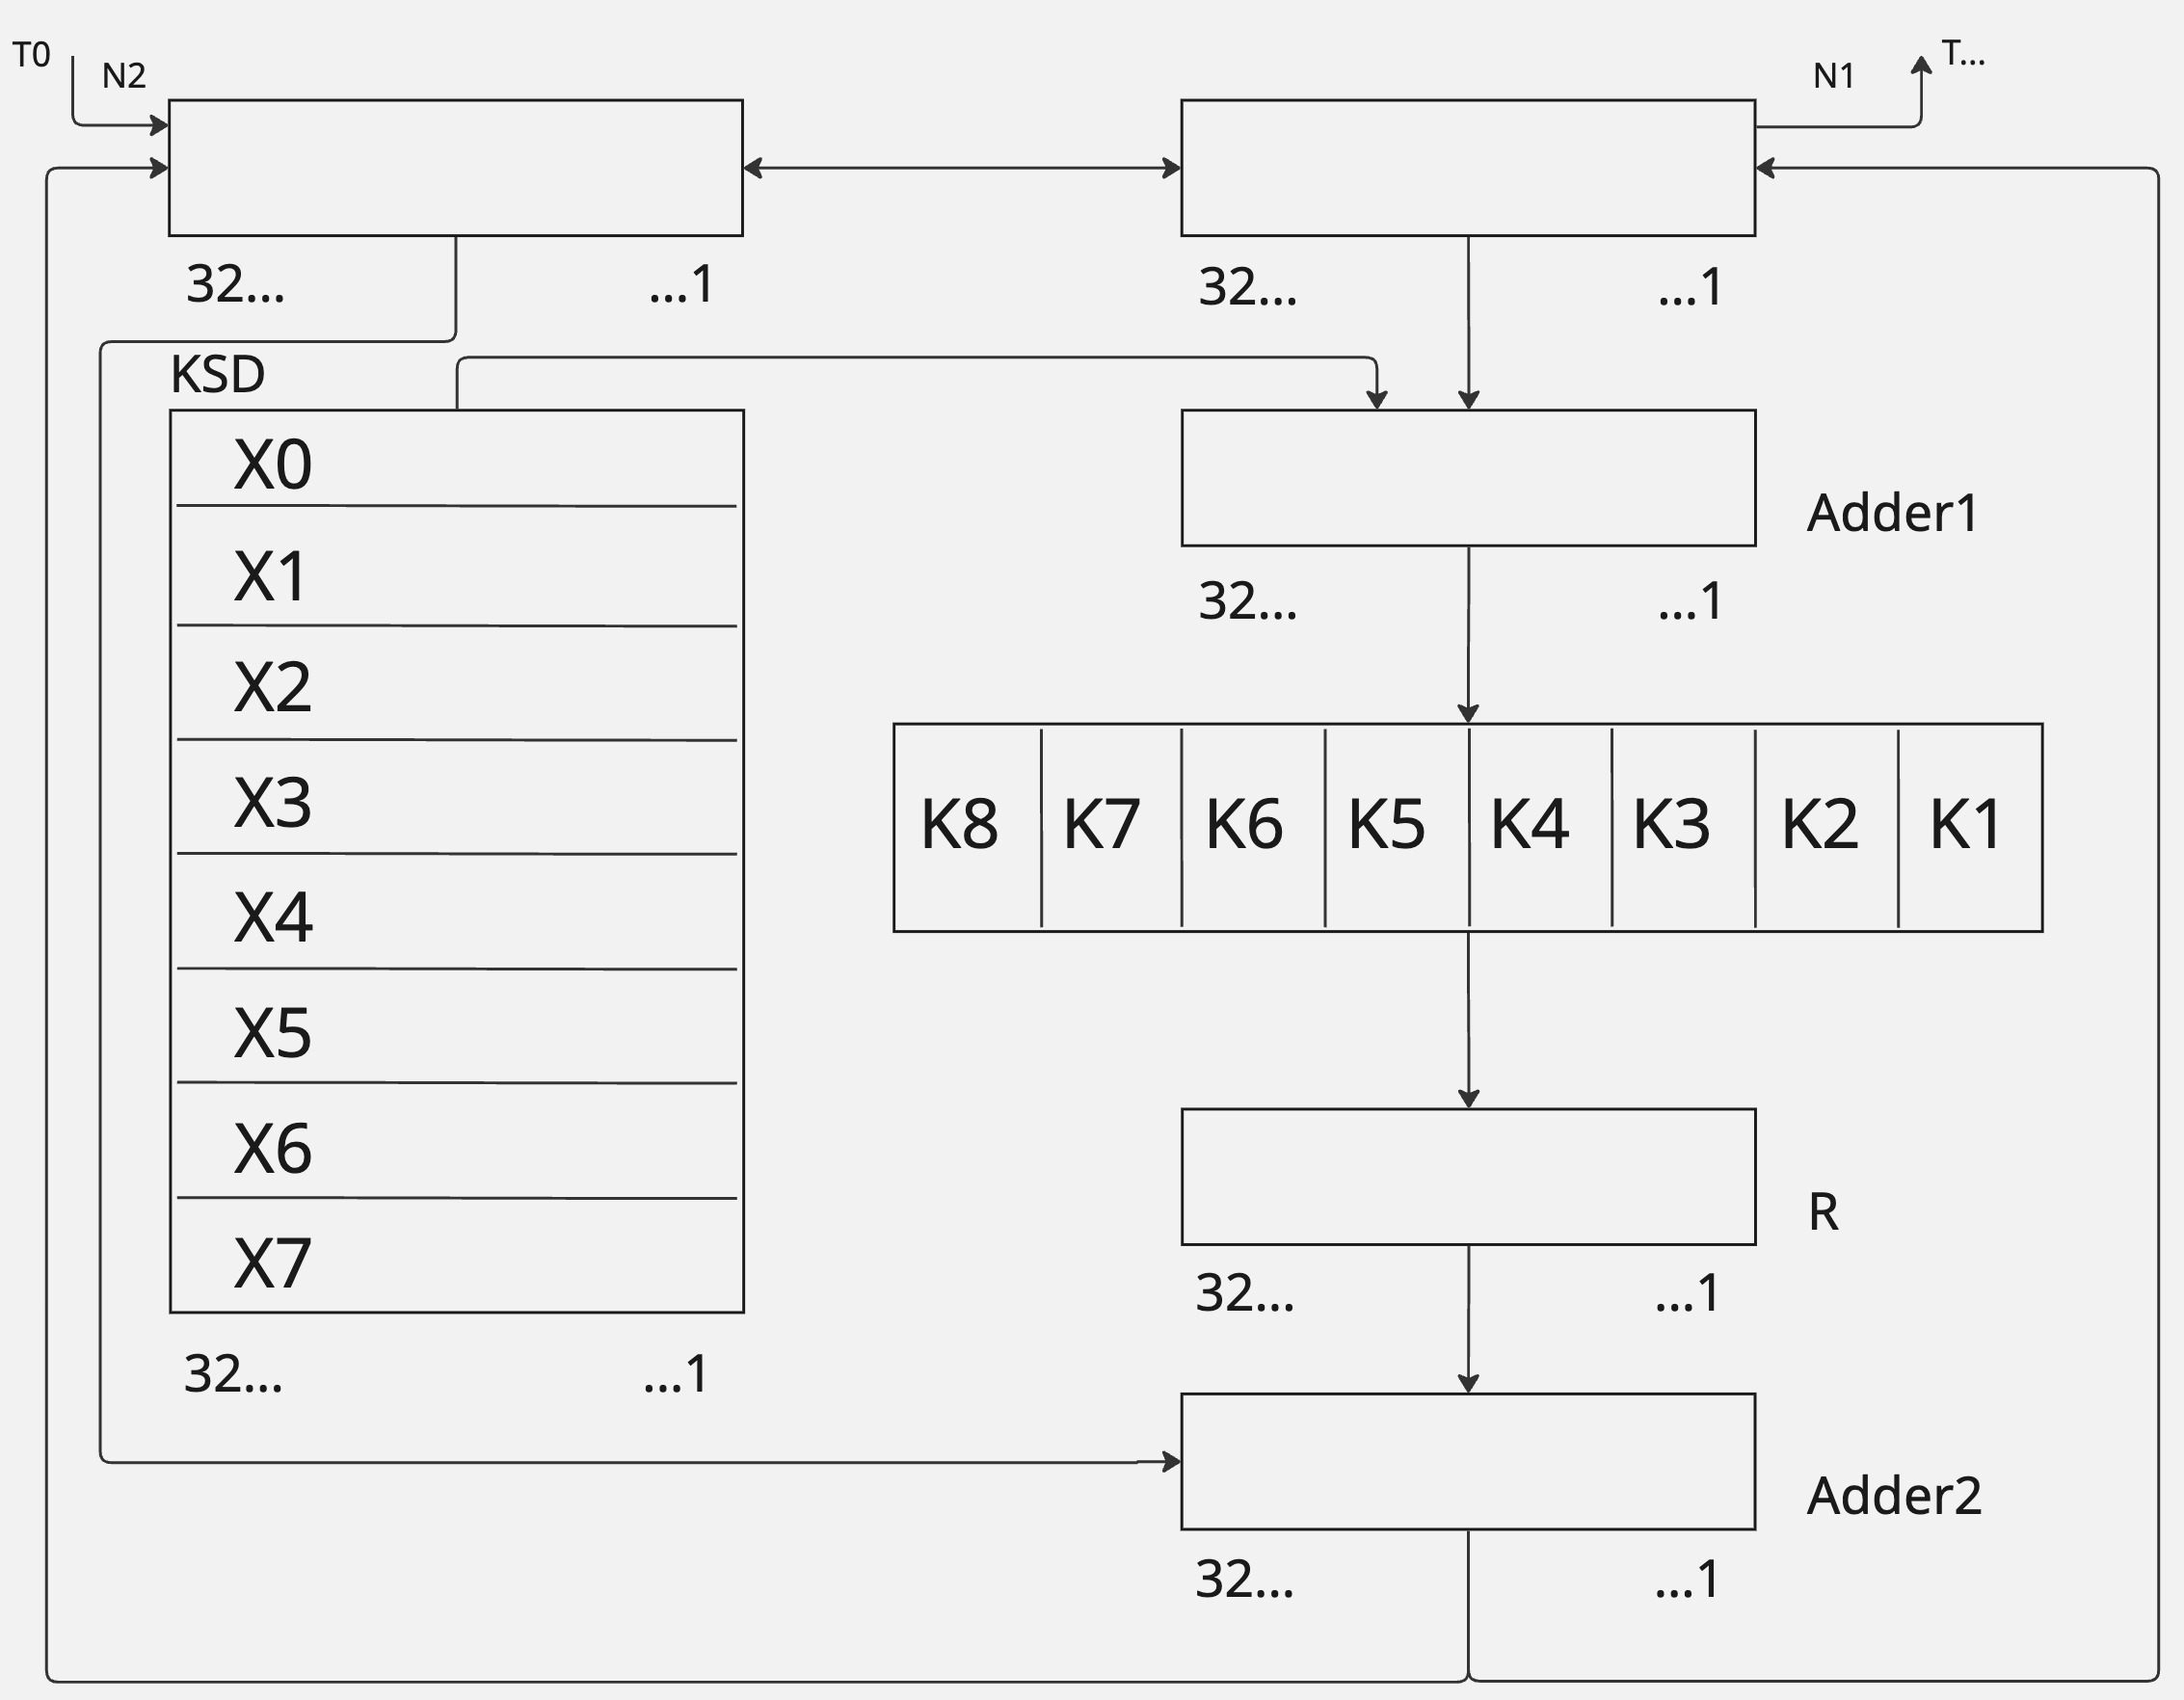 T0
N2
N1
T...
32...
...1
32...
...1
KSD
X0
X1
X2
X3
X4
X5
X6
X7
32...
...1
Adder1
32...
...1
K8 K7 K6 K5 K4 K3 K2 K1
R
32...
...1
Adder2
32...
...1